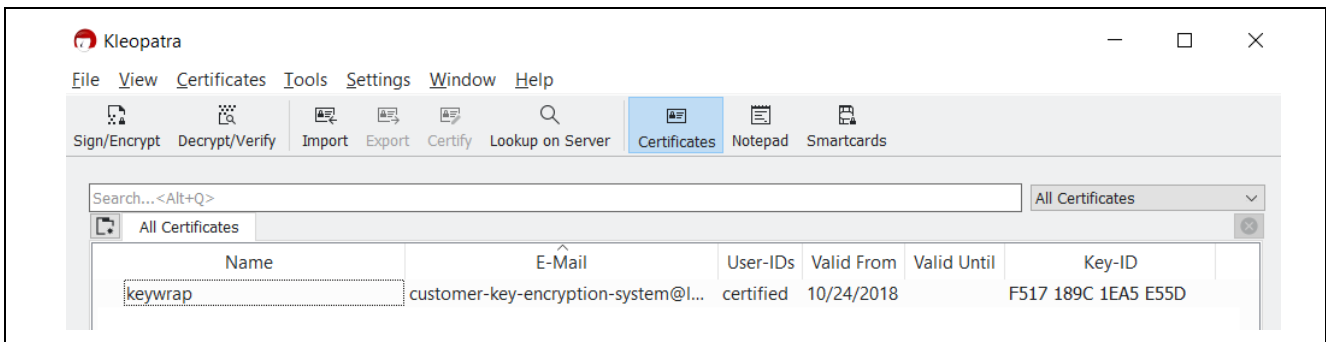 Kleopatra
File View Certificates Tools Settings Window Help
Sign/Encrypt Decrypt/Verify Import Export Certify Lookup on Server Certificates Notepad Smartcards
Search...<Alt+Q> All Certificates
All Certificates
Name E-Mail User-IDs Valid From Valid Until Key-ID
keywrap customer-key-encryption-system@l... certified 10/24/2018 F517 189C 1EA5 E55D